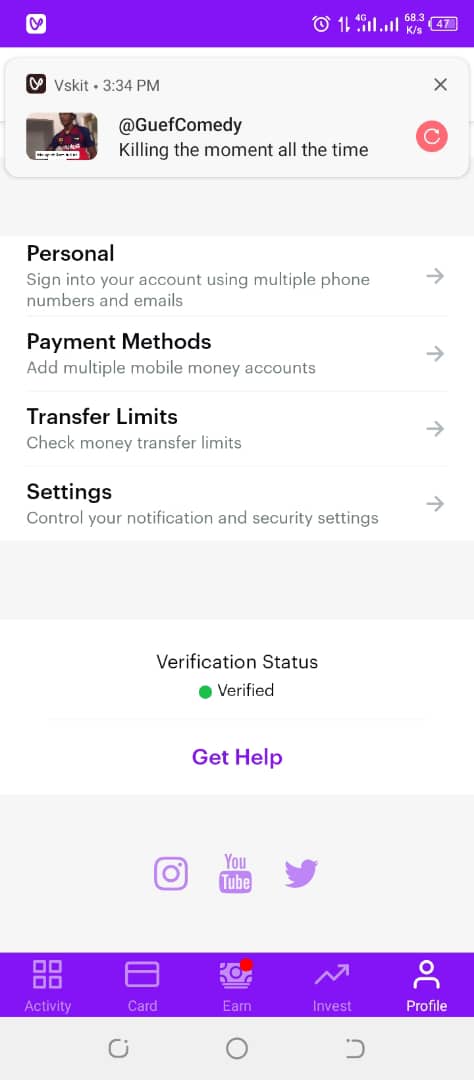 4G
68.3
K/s
47
Vskit • 3:34 PM
@GuefComedy
Killing the moment all the time
Personal
Sign into your account using multiple phone
numbers and emails
Payment Methods
Add multiple mobile money accounts
Transfer Limits
Check money transfer limits
Settings
Control your notification and security settings
Verification Status
Verified
Get Help
You
Tube
Activity
Card
Earn
Invest
Profile